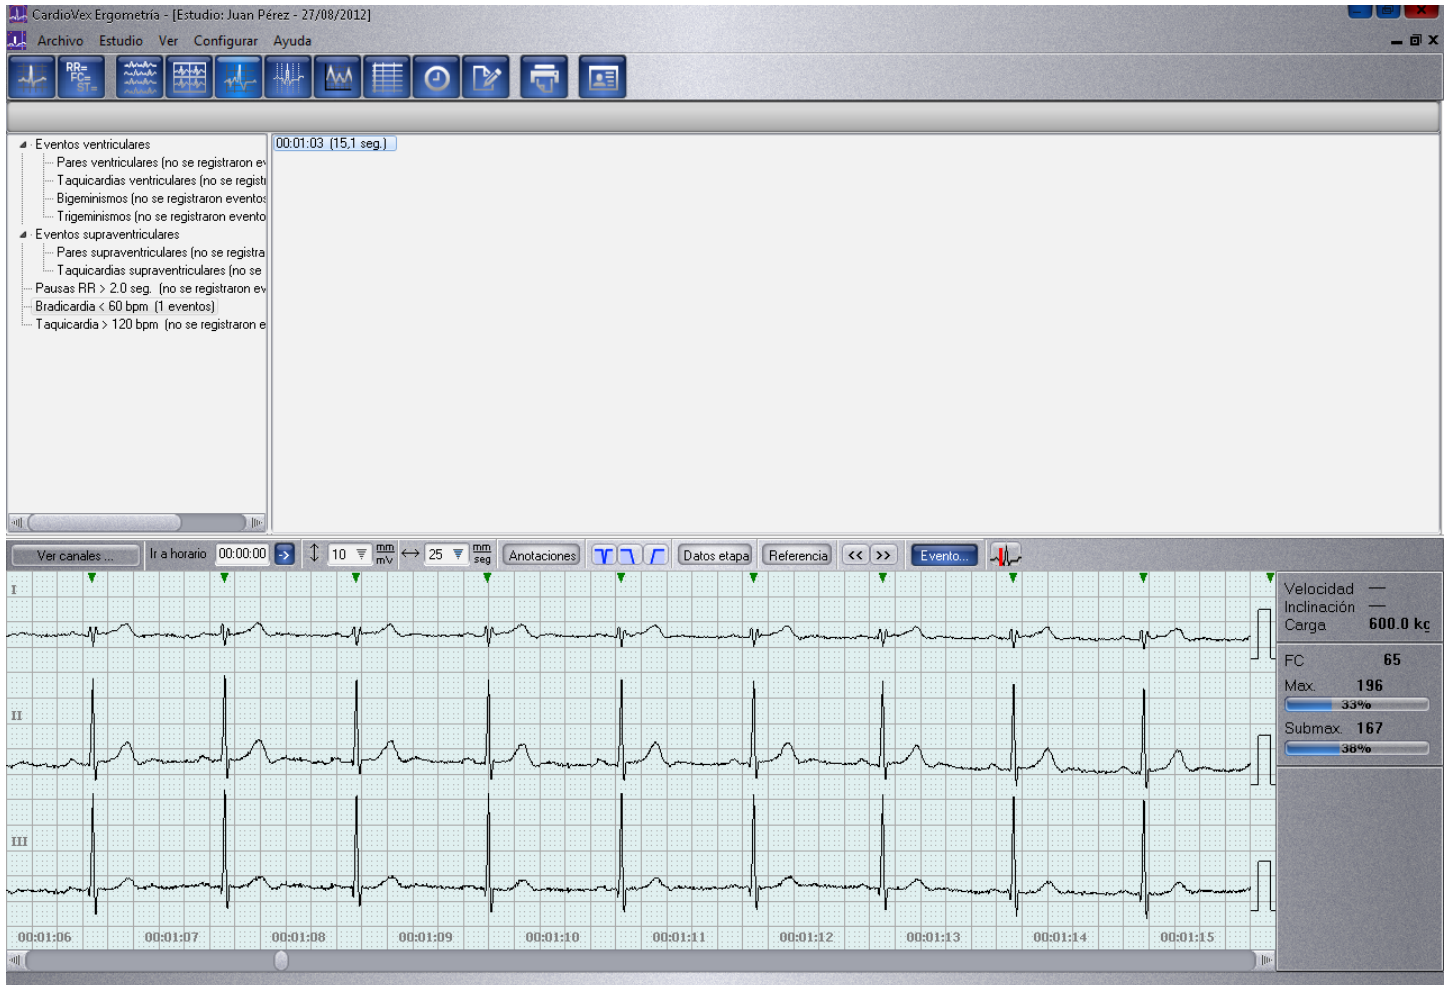 CardioVex Ergometría - [Estudio: Juan Pérez - 27/08/2012]
Archivo Estudio Ver Configurar Ayuda
RR=
FC=
ST=
Eventos ventriculares
Pares ventriculares (no se registraron ev
Taquicardias ventriculares (no se registr
Bigeminismos (no se registraron eventos
Trigeminismos (no se registraron evento
Eventos supraventriculares
Pares supraventriculares (no se registra
Taquicardias supraventriculares (no se
Pausas RR > 2.0 seg. (no se registraron ev
Bradicardia < 60 bpm (1 eventos)
Taquicardia > 120 bpm (no se registraron e
00:01:03 (15,1 seg.)
Ver canales ... Ir a horario 00:00:00 -> 10 mm/mV 25 mm/seg Anotaciones Datos etapa Referencia << >> Evento...
I
II
III
00:01:06 00:01:07 00:01:08 00:01:09 00:01:10 00:01:11 00:01:12 00:01:13 00:01:14 00:01:15
Velocidad —
Inclinación —
Carga 600.0 kg
FC 65
Max. 196
33%
Submax. 167
38%